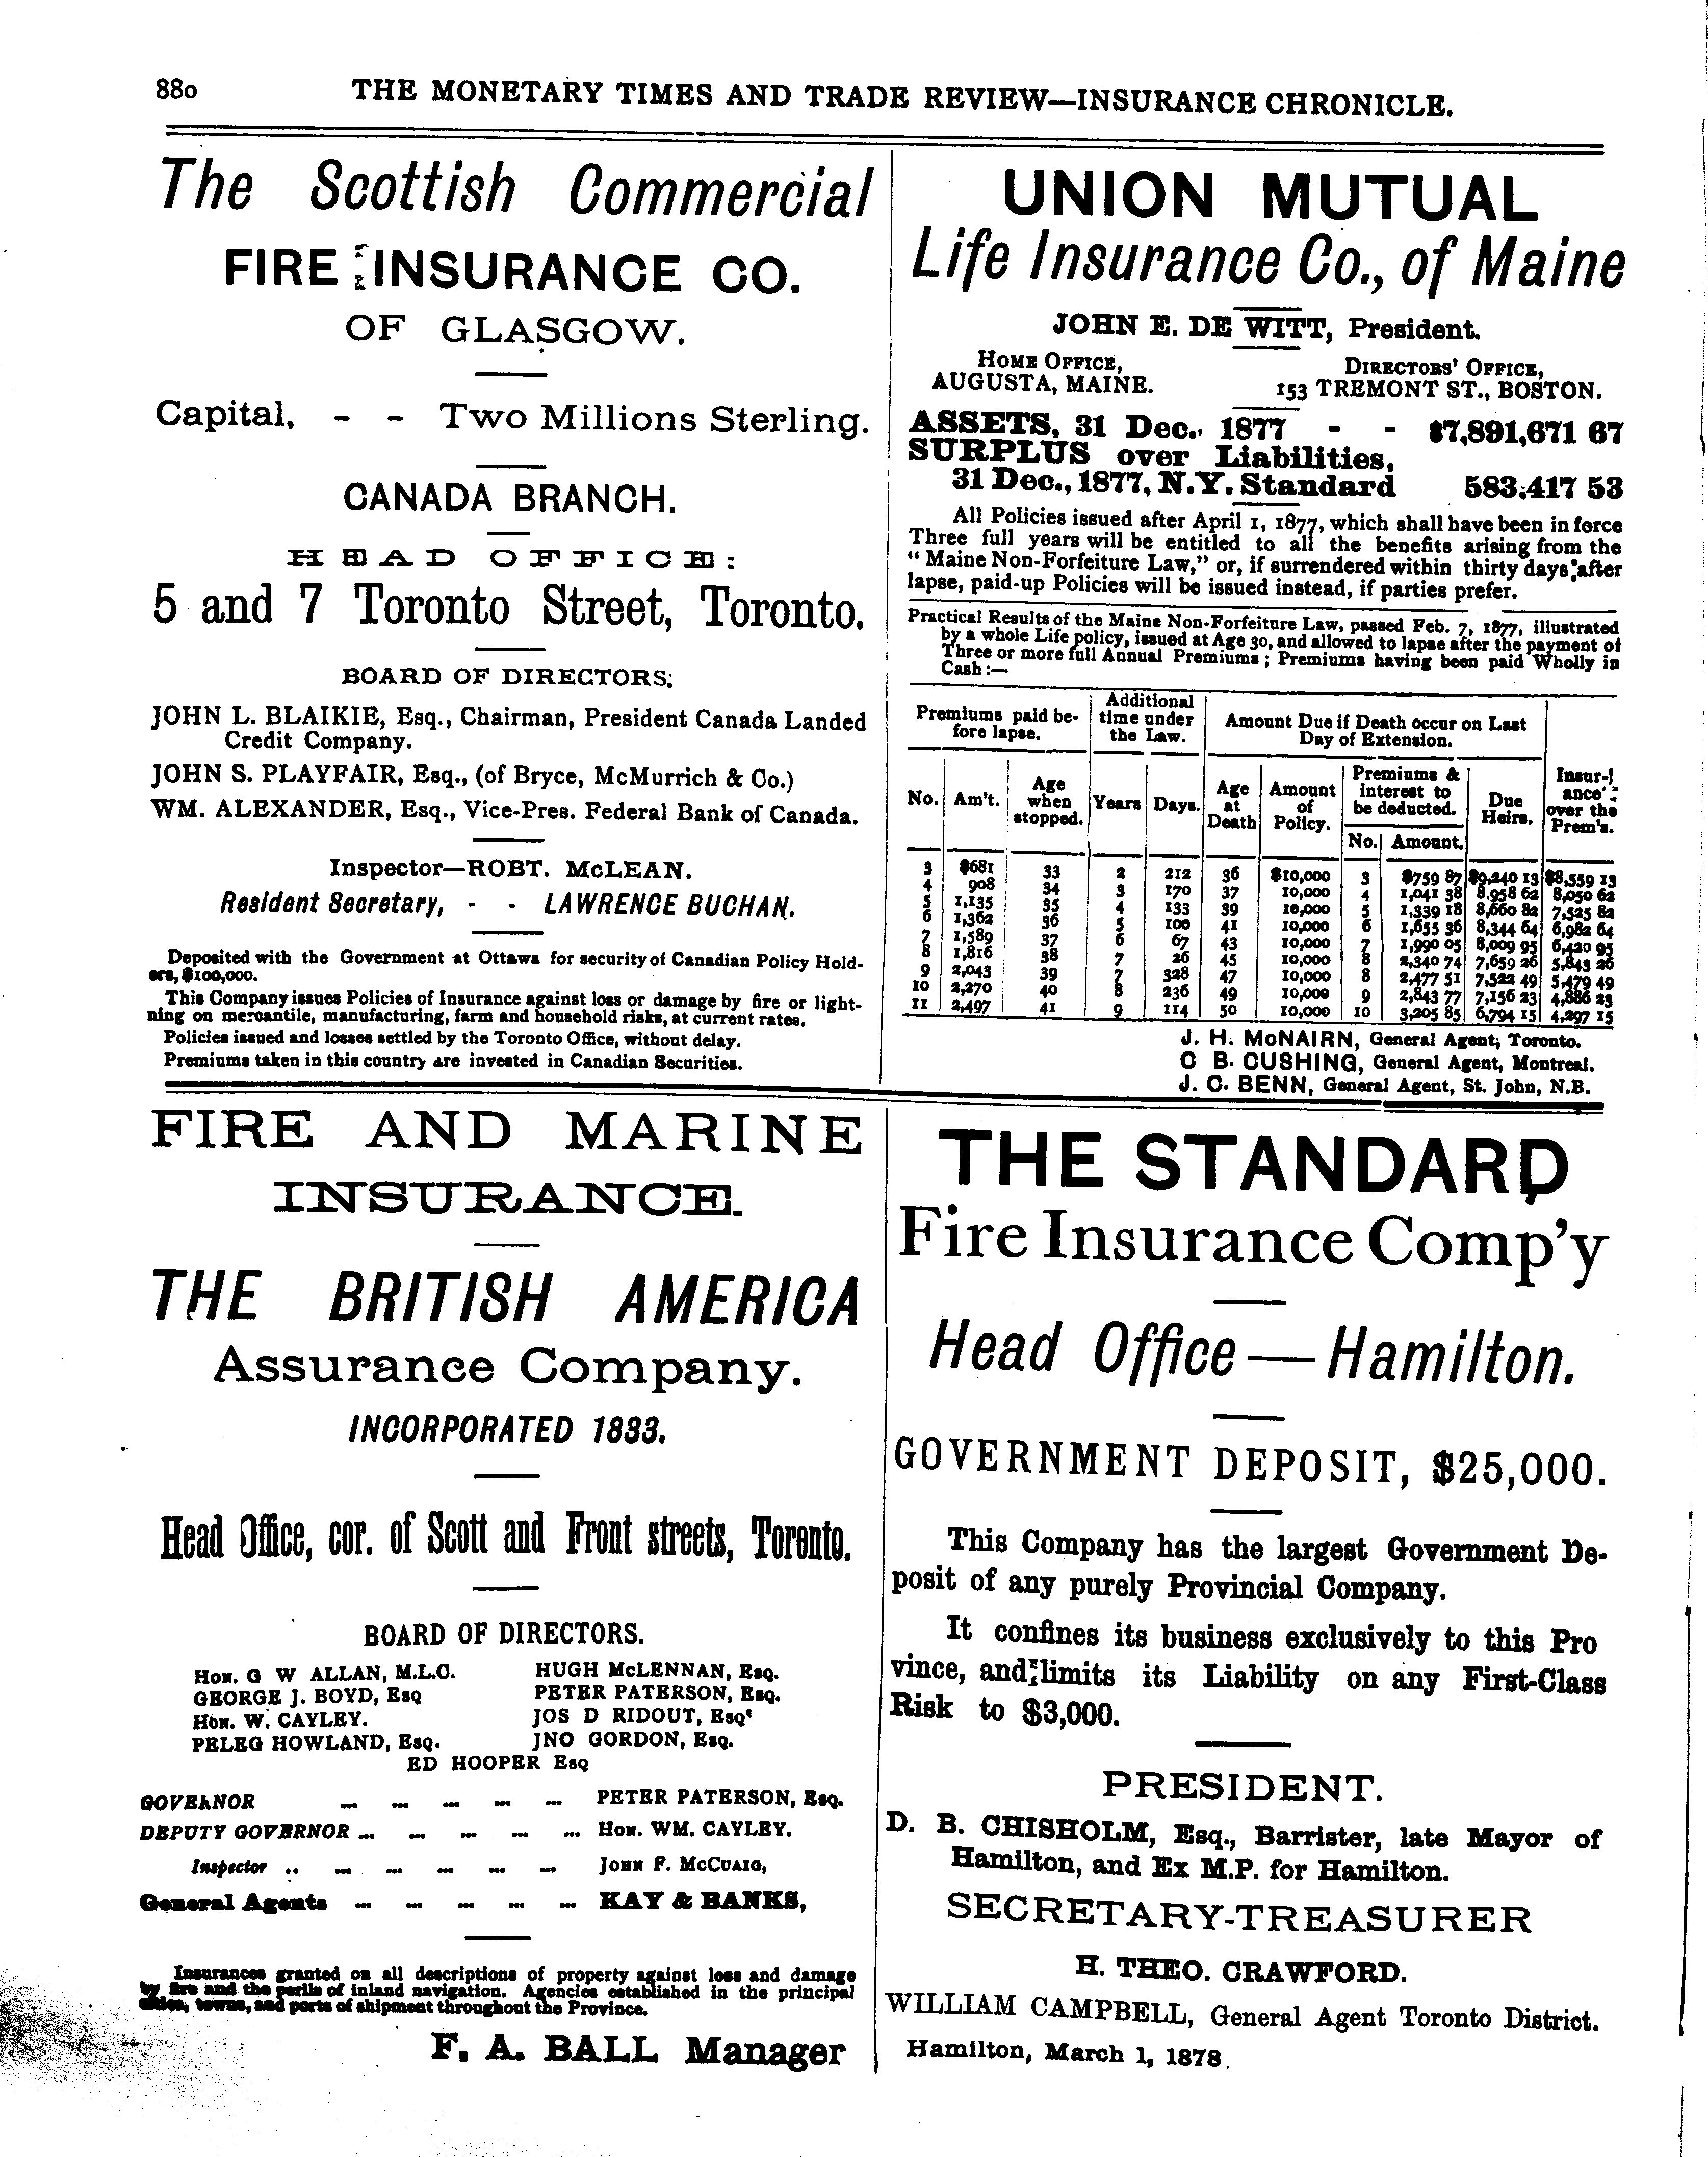 880 THE MONETARY TIMES AND TRADE REVIEW—INSURANCE CHRONICLE.
The Scottish Commercial
FIRE INSURANCE CO.
OF GLASGOW.
Capital, - - Two Millions Sterling.
CANADA BRANCH.
HEAD OFFICE:
5 and 7 Toronto Street, Toronto.
BOARD OF DIRECTORS:
JOHN L. BLAIKIE, Esq., Chairman, President Canada Landed
Credit Company.
JOHN S. PLAYFAIR, Esq., (of Bryce, McMurrich & Co.)
WM. ALEXANDER, Esq., Vice-Pres. Federal Bank of Canada.
Inspector—ROBT. McLEAN.
Resident Secretary, - - LAWRENCE BUCHAN.
Deposited with the Government at Ottawa for security of Canadian Policy Hold-
ers, $100,000.
This Company issues Policies of Insurance against loss or damage by fire or light-
ning on mercantile, manufacturing, farm and household risks, at current rates.
Policies issued and losses settled by the Toronto Office, without delay.
Premiums taken in this country are invested in Canadian Securities.
UNION MUTUAL
Life Insurance Co., of Maine
JOHN E. DE WITT, President.
HOME OFFICE, DIRECTORS' OFFICE,
AUGUSTA, MAINE. 153 TREMONT ST., BOSTON.
ASSETS, 31 Dec., 1877 - - $7,891,671 67
SURPLUS over Liabilities,
31 Dec., 1877, N.Y. Standard 583,417 53
All Policies issued after April 1, 1877, which shall have been in force
Three full years will be entitled to all the benefits arising from the
“Maine Non-Forfeiture Law,” or, if surrendered within thirty days after
lapse, paid-up Policies will be issued instead, if parties prefer.
Practical Results of the Maine Non-Forfeiture Law, passed Feb. 7, 1877, illustrated
by a whole Life policy, issued at Age 30, and allowed to lapse after the payment of
Three or more full Annual Premiums; Premiums having been paid Wholly in
Cash:—
Premiums paid be-
fore lapse.
Additional
time under
the Law.
Amount Due if Death occur on Last
Day of Extension.
Insur-
ance
over the
Prem's.
No. Am't. Age
when
stopped.
Years Days. Age
at
Death
Amount
of
Policy.
Premiums &
interest to
be deducted.
Due
Heirs.
No. Amount.
3 $681 33 2 212 36 $10,000 3 $759 87 $9,240 13 $8,559 13
4 908 34 3 170 37 10,000 4 1,041 38 8,958 62 8,050 62
5 1,135 35 4 133 39 10,000 5 1,339 18 8,660 82 7,525 82
6 1,362 36 5 100 41 10,000 6 1,655 36 8,344 64 6,982 64
7 1,589 37 6 67 43 10,000 7 1,990 05 8,009 95 6,420 95
8 1,816 38 7 26 45 10,000 8 2,340 74 7,659 26 5,843 26
9 2,043 39 7 328 47 10,000 8 2,477 51 7,522 49 5,479 49
10 2,270 40 8 236 49 10,000 9 2,843 77 7,156 23 4,886 23
11 2,497 41 9 114 50 10,000 10 3,205 85 6,794 15 4,297 15
J. H. McNAIRN, General Agent; Toronto.
C B. CUSHING, General Agent, Montreal.
J. C. BENN, General Agent, St. John, N.B.
FIRE AND MARINE
INSURANCE.
THE BRITISH AMERICA
Assurance Company.
INCORPORATED 1833.
Head Office, cor. of Scott and Front streets, Toronto.
BOARD OF DIRECTORS.
HON. G W ALLAN, M.L.C. HUGH McLENNAN, ESQ.
GEORGE J. BOYD, ESQ PETER PATERSON, ESQ.
HON. W. CAYLEY. JOS D RIDOUT, ESQ
PELEG HOWLAND, ESQ. JNO GORDON, ESQ.
ED HOOPER ESQ
GOVERNOR ... ... ... ... ... PETER PATERSON, ESQ.
DEPUTY GOVERNOR ... ... ... ... ... HON. WM. CAYLEY.
Inspector .. ... ... ... ... ... JOHN F. McCUAIG,
General Agents ... ... ... ... ... KAY & BANKS,
Insurances granted on all descriptions of property against loss and damage
by fire and the perils of inland navigation. Agencies established in the principal
cities, towns, and ports of shipment throughout the Province.
F. A. BALL Manager
THE STANDARD
Fire Insurance Comp'y
Head Office—Hamilton.
GOVERNMENT DEPOSIT, $25,000.
This Company has the largest Government De-
posit of any purely Provincial Company.
It confines its business exclusively to this Pro
vince, and limits its Liability on any First-Class
Risk to $3,000.
PRESIDENT.
D. B. CHISHOLM, Esq., Barrister, late Mayor of
Hamilton, and Ex M.P. for Hamilton.
SECRETARY-TREASURER
H. THEO. CRAWFORD.
WILLIAM CAMPBELL, General Agent Toronto District.
Hamilton, March 1, 1878.